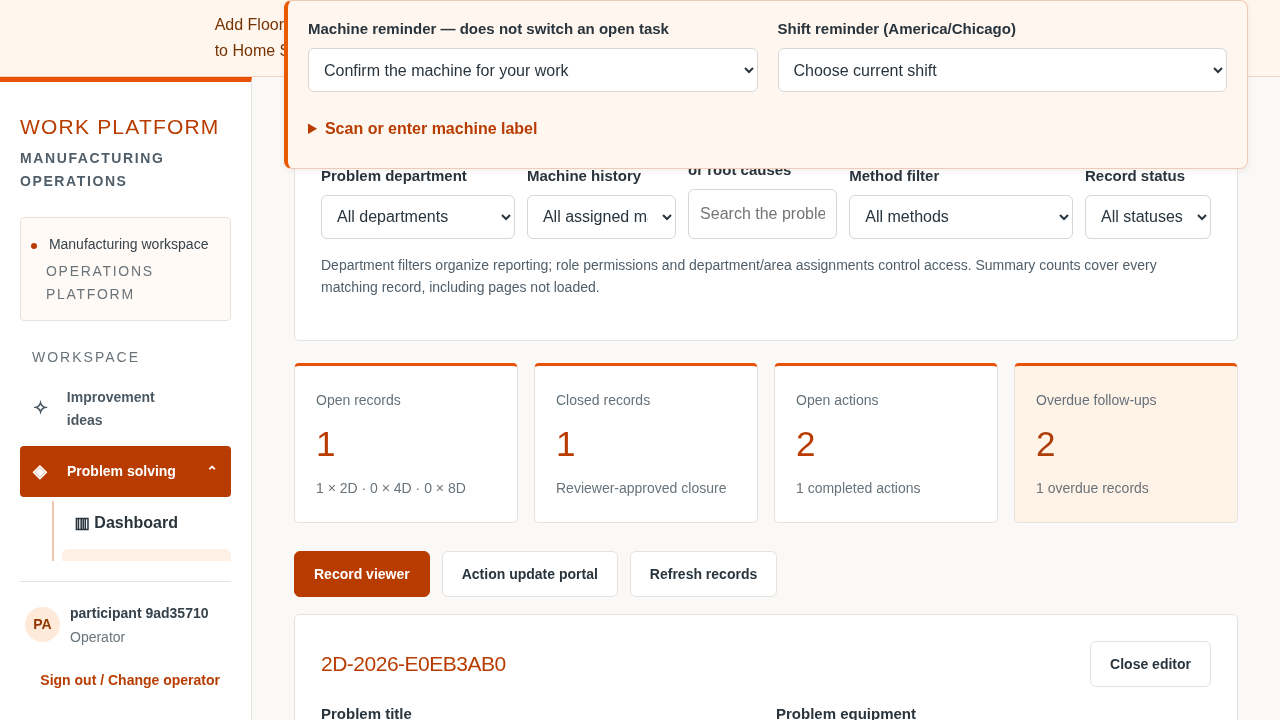 Add Floor
to Home S
Machine reminder — does not switch an open task
Confirm the machine for your work
Shift reminder (America/Chicago)
Choose current shift
Scan or enter machine label
WORK PLATFORM
MANUFACTURING
OPERATIONS
Manufacturing workspace
OPERATIONS
PLATFORM
WORKSPACE
Improvement
ideas
Problem solving
Dashboard
participant 9ad35710
PA
Operator
Sign out / Change operator
Problem department
All departments
Machine history
All assigned m
or root causes
Search the proble
Method filter
All methods
Record status
All statuses
Department filters organize reporting; role permissions and department/area assignments control access. Summary counts cover every
matching record, including pages not loaded.
Open records
1
1 × 2D · 0 × 4D · 0 × 8D
Closed records
1
Reviewer-approved closure
Open actions
2
1 completed actions
Overdue follow-ups
2
1 overdue records
Record viewer
Action update portal
Refresh records
2D-2026-E0EB3AB0
Close editor
Problem title
Problem equipment